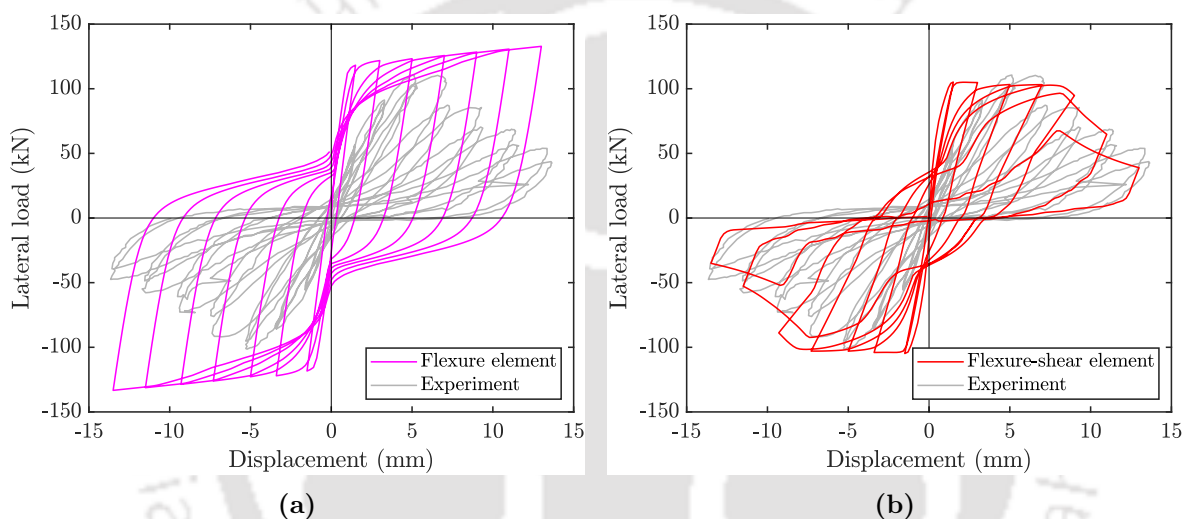 150
100
50
0
-50
-100
-150
-15 -10 -5 0 5 10 15
Lateral load (kN)
Displacement (mm)
Flexure element
Experiment
(a)
150
100
50
0
-50
-100
-150
-15 -10 -5 0 5 10 15
Lateral load (kN)
Displacement (mm)
Flexure-shear element
Experiment
(b)